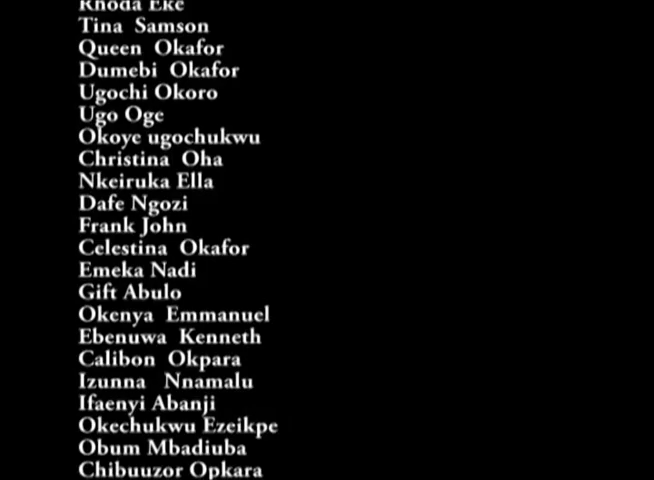 Rhoda Eke
Tina Samson
Queen Okafor
Dumebi Okafor
Ugochi Okoro
Ugo Oge
Okoye ugochukwu
Christina Oha
Nkeiruka Ella
Dafe Ngozi
Frank John
Celestina Okafor
Emeka Nadi
Gift Abulo
Okenya Emmanuel
Ebenuwa Kenneth
Calibon Okpara
Izunna Nnamalu
Ifaenyi Abanji
Okechukwu Ezeikpe
Obum Mbadiuba
Chibuuzor Opkara